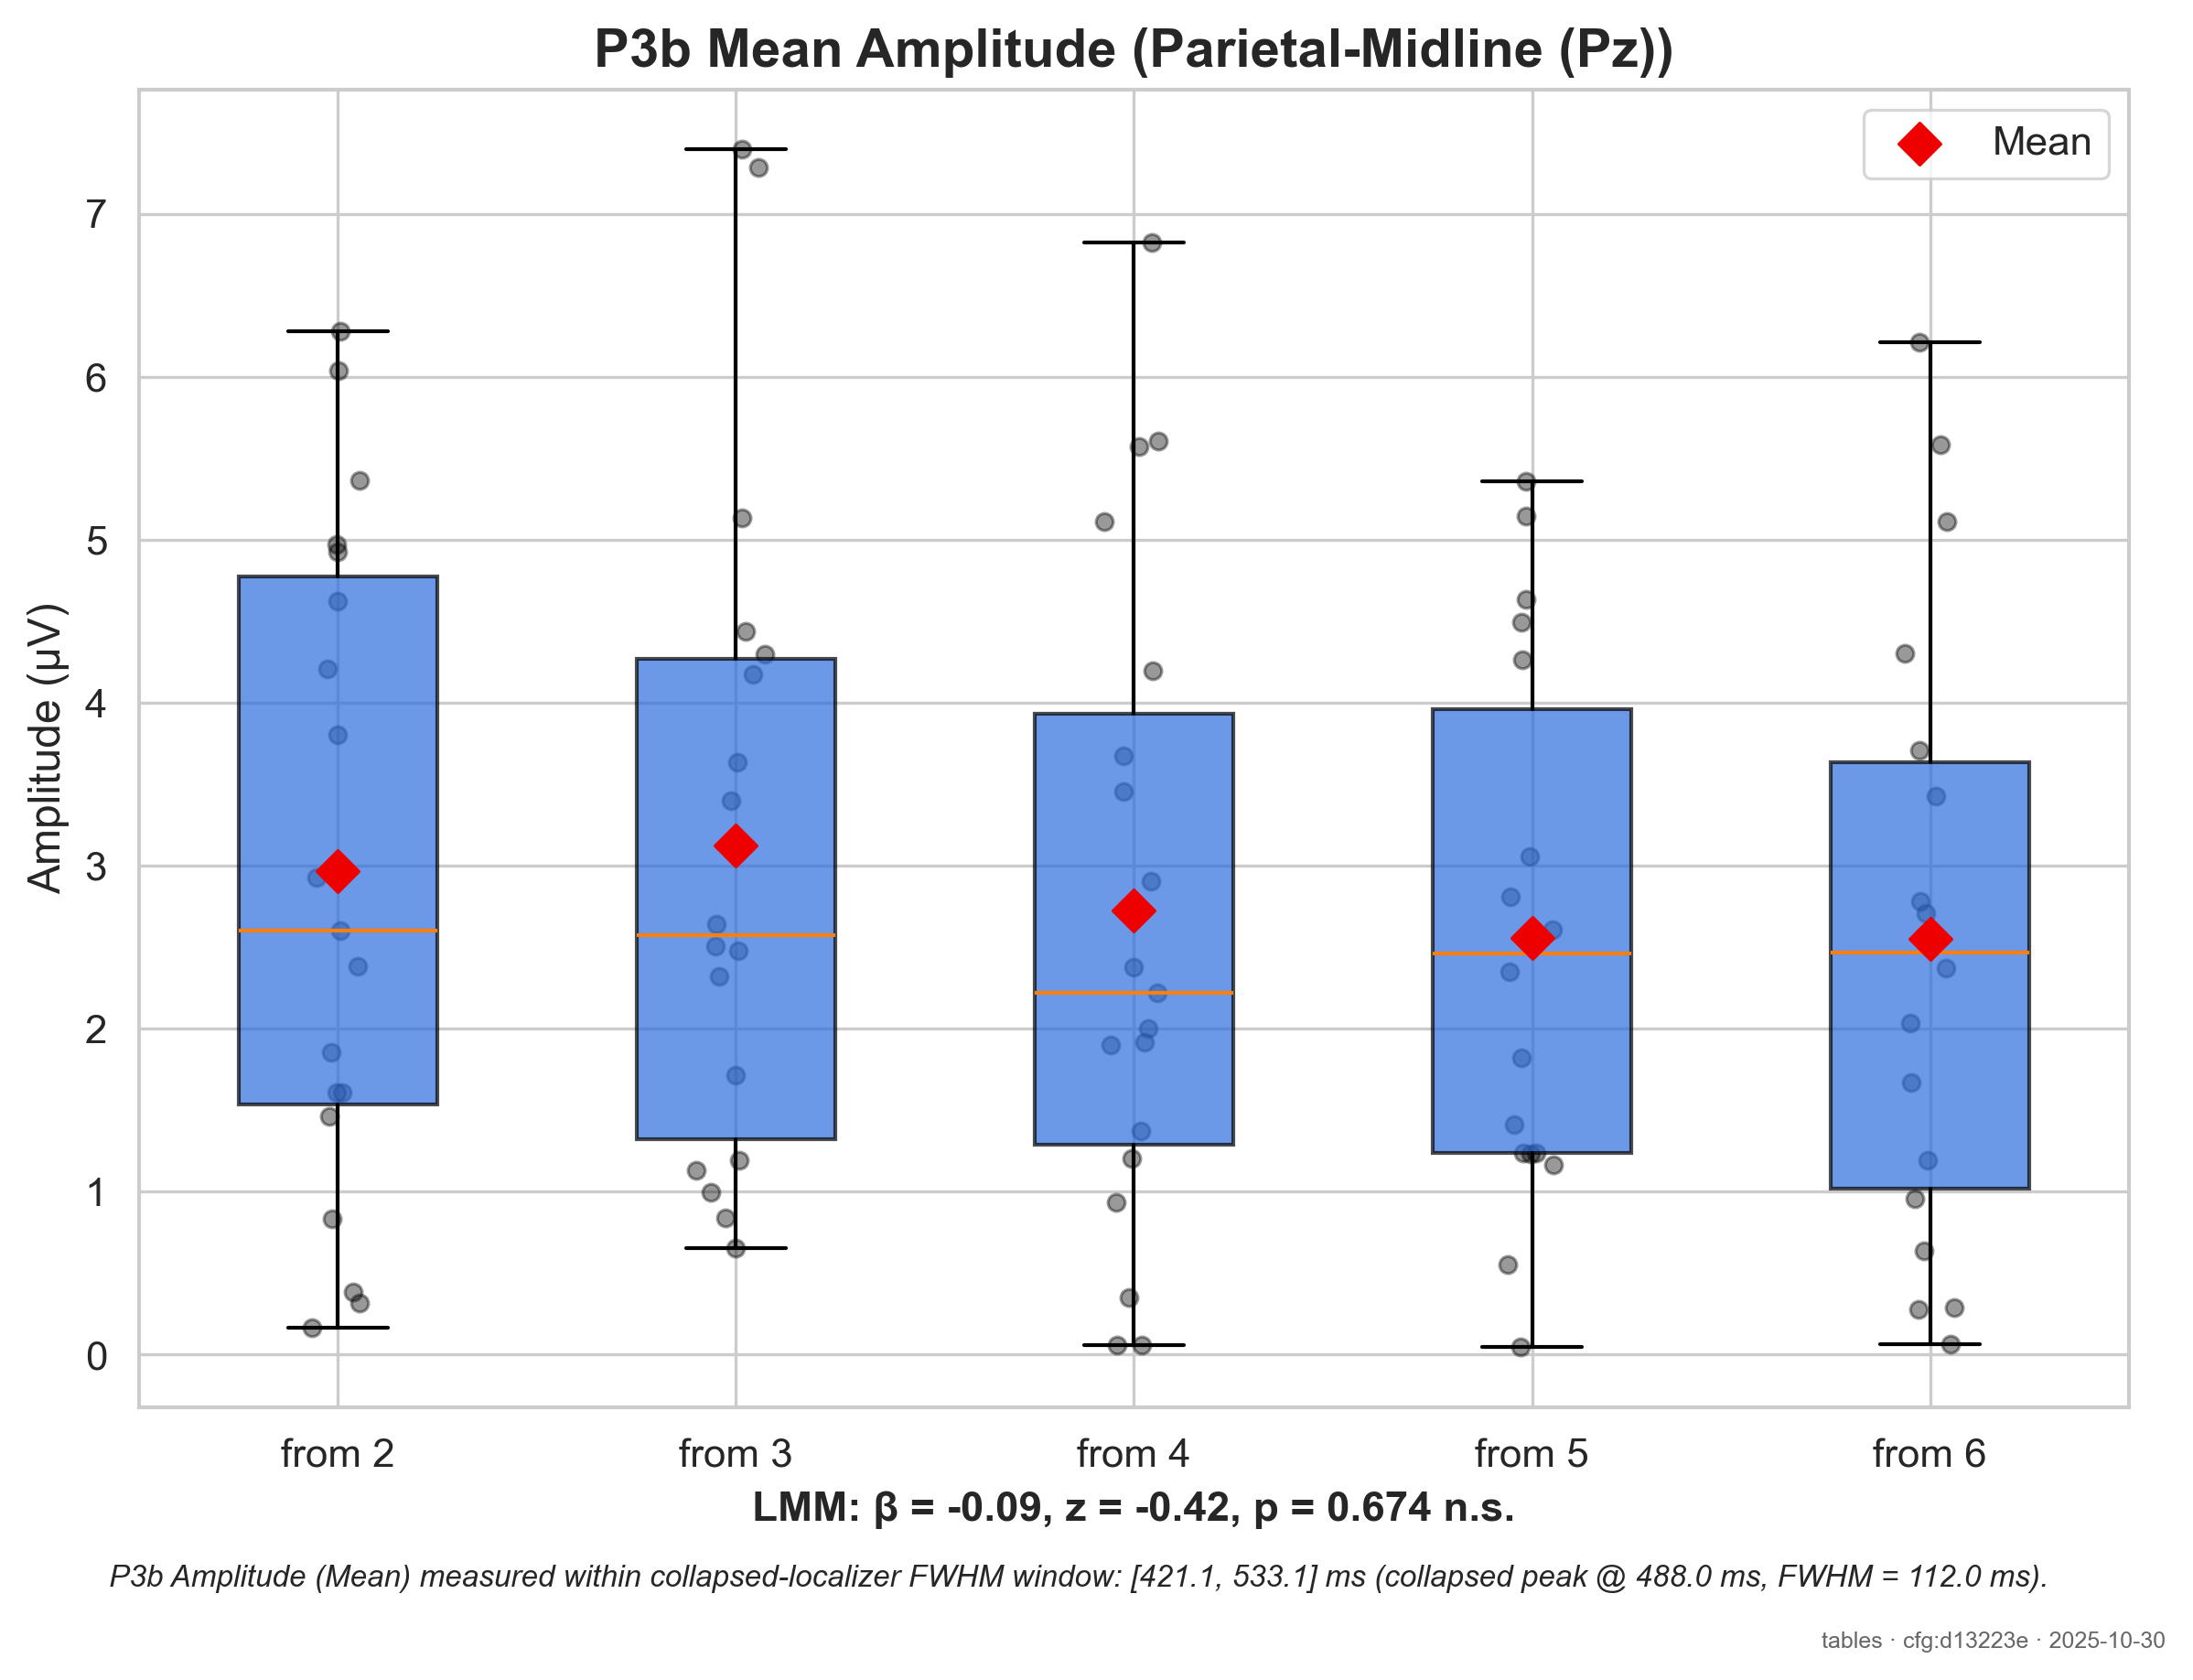 P3b Mean Amplitude (Parietal-Midline (Pz))
Mean
Amplitude (µV)
7
6
5
4
3
2
1
0
from 2 from 3 from 4 from 5 from 6
LMM: β = -0.09, z = -0.42, p = 0.674 n.s.
P3b Amplitude (Mean) measured within collapsed-localizer FWHM window: [421.1, 533.1] ms (collapsed peak @ 488.0 ms, FWHM = 112.0 ms).
tables · cfg:d13223e · 2025-10-30